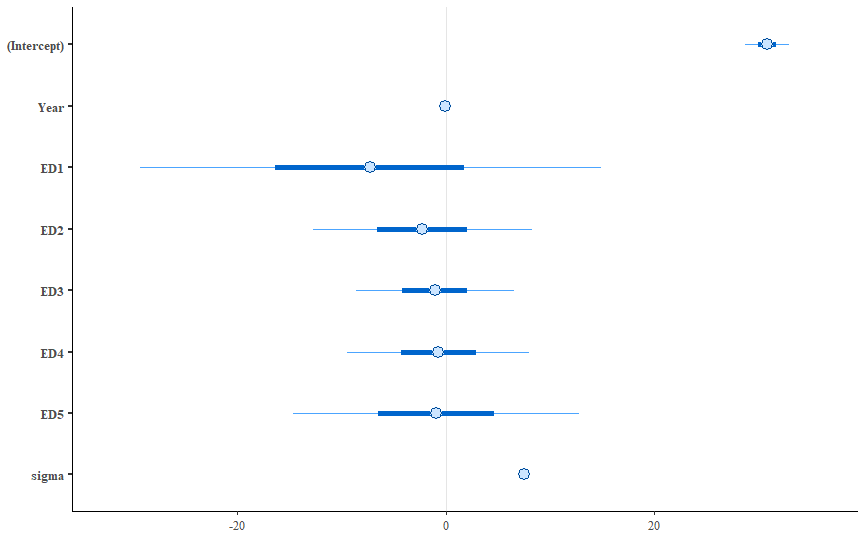 (Intercept)
Year
ED1
ED2
ED3
ED4
ED5
sigma
-20 0 20